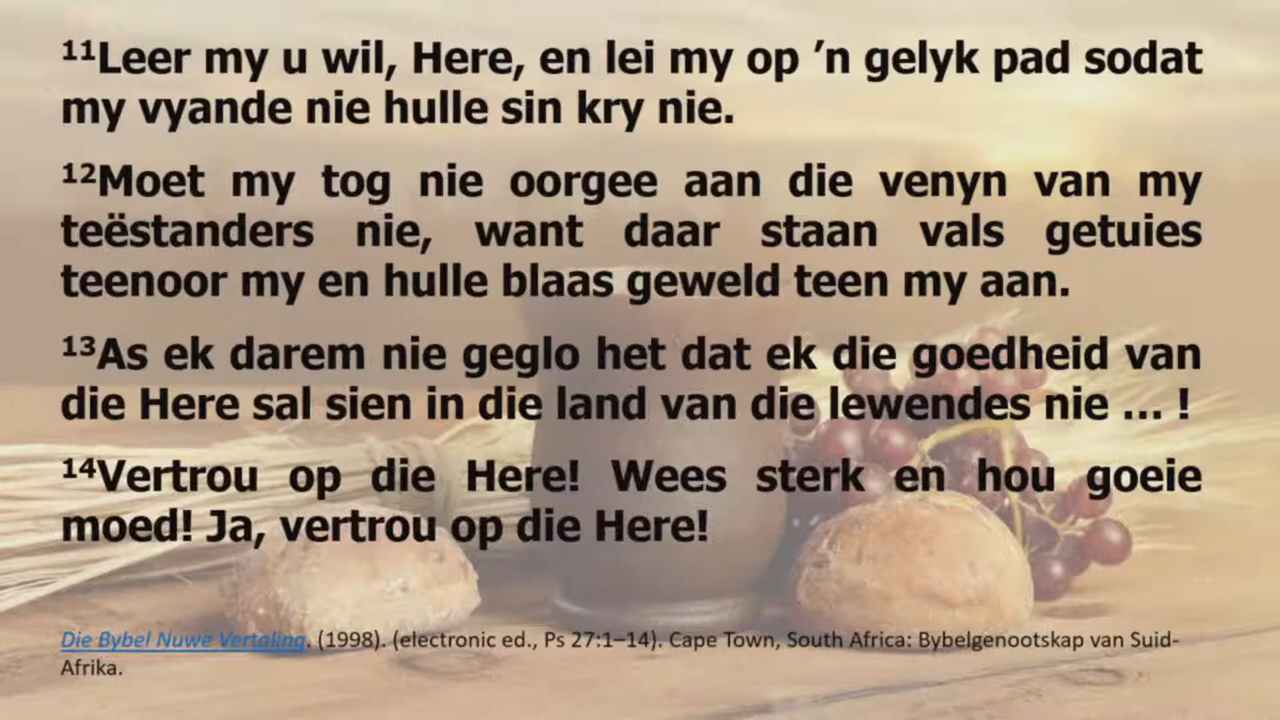 ¹¹Leer my u wil, Here, en lei my op ’n gelyk pad sodat
my vyande nie hulle sin kry nie.
¹²Moet my tog nie oorgee aan die venyn van my
teëstanders nie, want daar staan vals getuies
teenoor my en hulle blaas geweld teen my aan.
¹³As ek darem nie geglo het dat ek die goedheid van
die Here sal sien in die land van die lewendes nie … !
¹⁴Vertrou op die Here! Wees sterk en hou goeie
moed! Ja, vertrou op die Here!
Die Bybel Nuwe Vertaling. (1998). (electronic ed., Ps 27:1–14). Cape Town, South Africa: Bybelgenootskap van Suid-
Afrika.